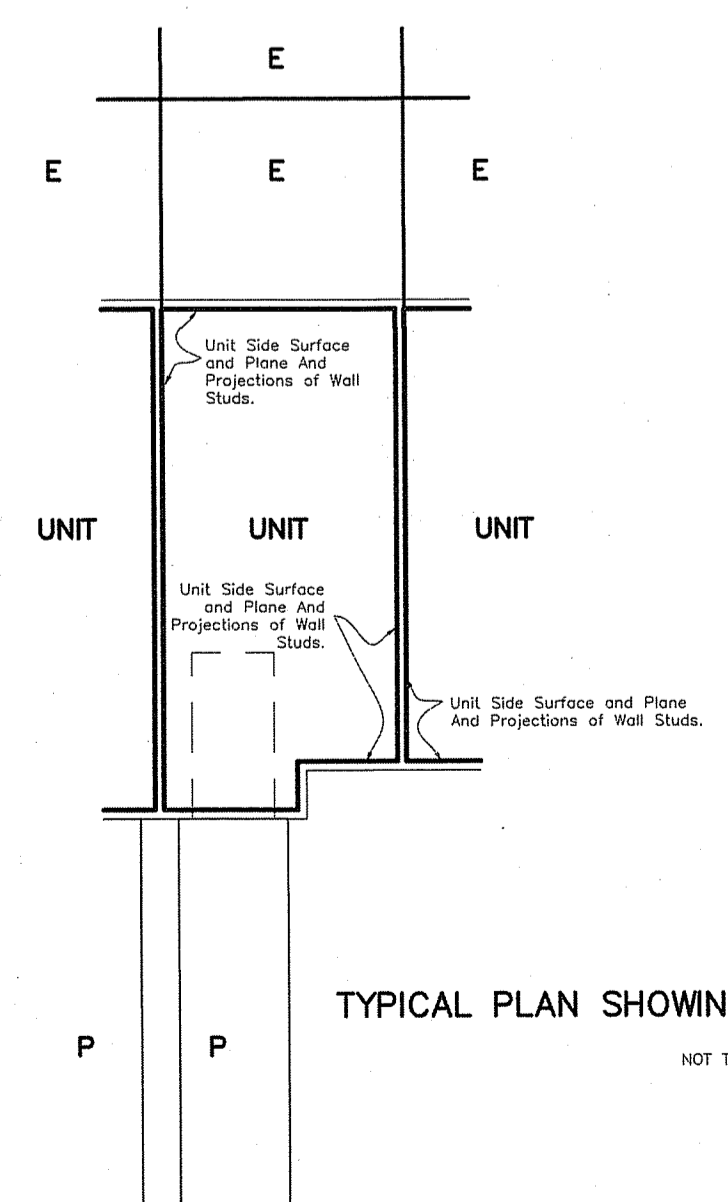 E
E
E
E
Unit Side Surface
and Plane And
Projections of Wall
Studs.
UNIT
UNIT
UNIT
Unit Side Surface
and Plane And
Projections of Wall
Studs.
Unit Side Surface and Plane
And Projections of Wall Studs.
TYPICAL PLAN SHOWIN
P
P
NOT T